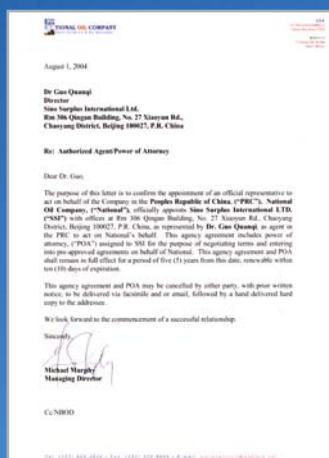 TIONAL OIL COMPANY
August 1, 2004
Dr Guo Quanqi
Director
Sino Surplus International Ltd.
Rm 306 Qingan Building, No. 27 Xiaoyun Rd.,
Chaoyang District, Beijing 100027, P.R. China
Re: Authorized Agent/Power of Attorney
Dear Dr. Guo,
The purpose of this letter is to confirm the appointment of an official representative to
act on behalf of the Company in the Peoples Republic of China. ("PRC"). National
Oil Company, ("National"), officially appoints Sino Surplus International LTD.
("SSI") with offices at Rm 306 Qingan Building, No. 27 Xiaoyun Rd., Chaoyang
District, Beijing 100027, P.R. China, as represented by Dr. Guo Quanqi, as agent in
the PRC to act on National's behalf. This agency agreement includes power of
attorney, ("POA") assigned to SSI for the purpose of negotiating terms and entering
into pre-approved agreements on behalf of National. This agency agreement and POA
shall remain in full effect for a period of five (5) years from this date, renewable within
ten (10) days of expiration.
This agency agreement and POA may be cancelled by either party, with prior written
notice, to be delivered via facsimile and or email, followed by a hand delivered hard
copy to the addressee.
We look forward to the commencement of a successful relationship.
Sincerely,
Michael Murphy
Managing Director
Cc/NBOD